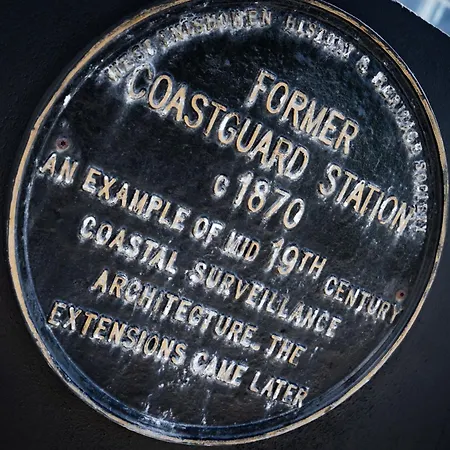 HISTORY & HERITAGE SOCIETY
FORMER
COASTGUARD STATION
C 1870
AN EXAMPLE OF MID 19TH CENTURY
COASTAL SURVEILLANCE
ARCHITECTURE. THE
EXTENSIONS CAME LATER